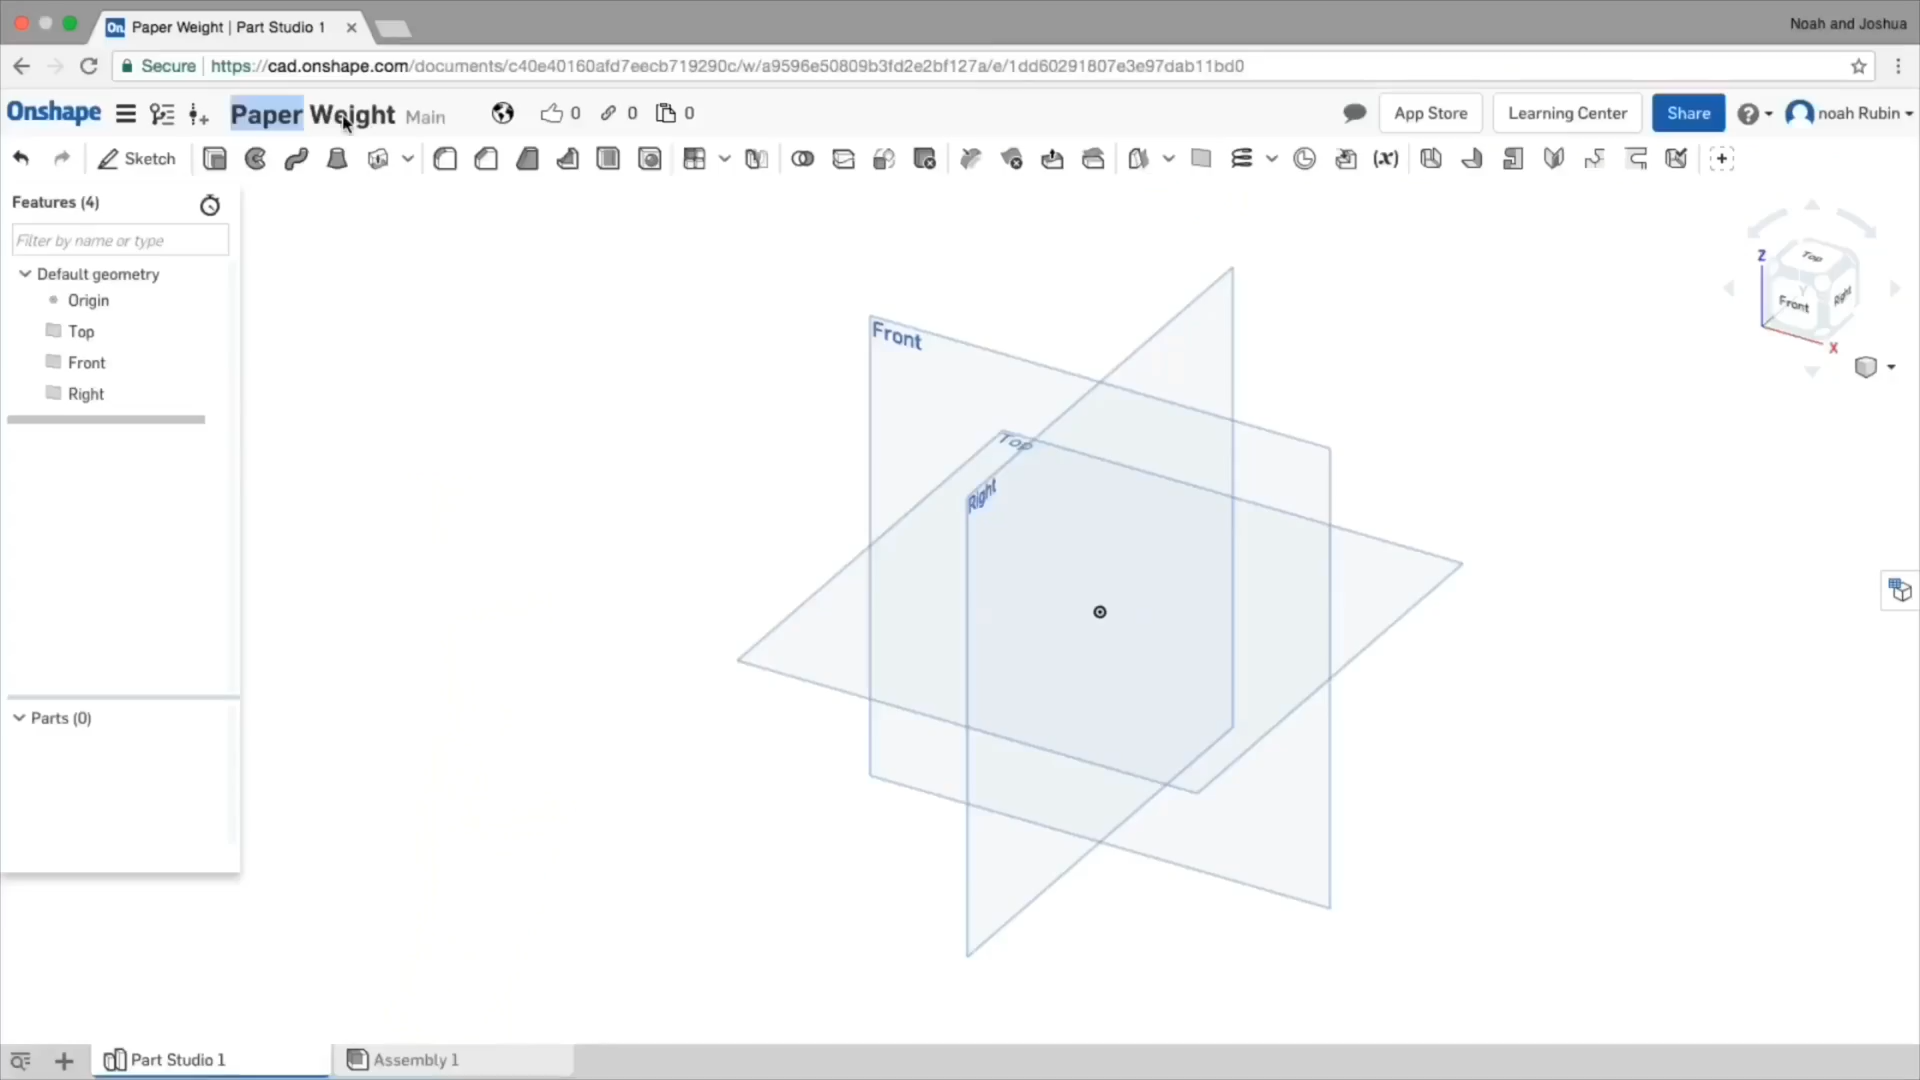 Paper Weight | Part Studio 1
Noah and Joshua
Secure https://cad.onshape.com/documents/c40e40160afd7eecb719290c/w/a9596e50809b3fd2e2bf127a/e/1dd60291807e3e97dab11bd0
Onshape Paper Weight Main 0 0 0 App Store Learning Center Share noah Rubin
Sketch (x)
Features (4)
Filter by name or type
Default geometry
Origin
Top
Front
Right
Parts (0)
Front
Top
Right
Z
Top
Front
Right
Y
X
Part Studio 1
Assembly 1